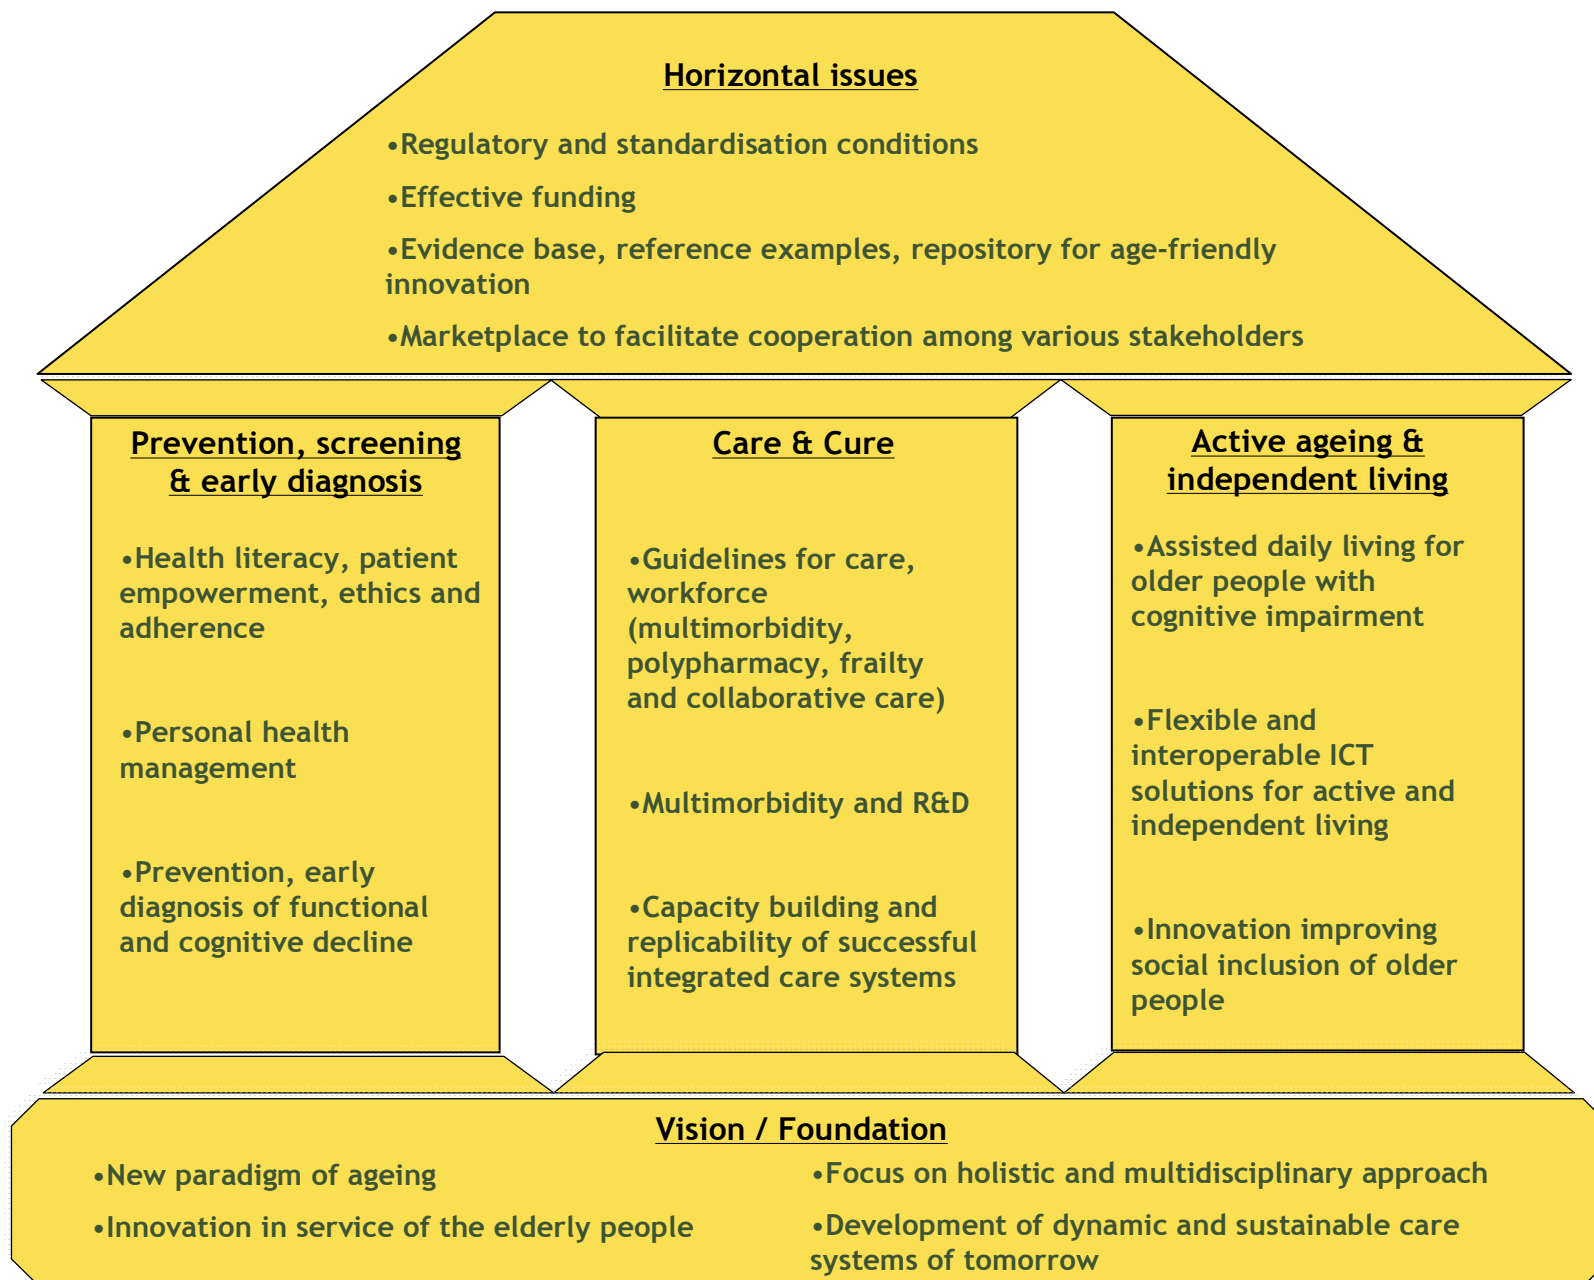 Horizontal issues
•Regulatory and standardisation conditions
•Effective funding
•Evidence base, reference examples, repository for age-friendly
innovation
•Marketplace to facilitate cooperation among various stakeholders
Prevention, screening
& early diagnosis
•Health literacy, patient
empowerment, ethics and
adherence
•Personal health
management
•Prevention, early
diagnosis of functional
and cognitive decline
Care & Cure
•Guidelines for care,
workforce
(multimorbidity,
polypharmacy, frailty
and collaborative care)
•Multimorbidity and R&D
•Capacity building and
replicability of successful
integrated care systems
Active ageing &
independent living
•Assisted daily living for
older people with
cognitive impairment
•Flexible and
interoperable ICT
solutions for active and
independent living
•Innovation improving
social inclusion of older
people
Vision / Foundation
•New paradigm of ageing
•Innovation in service of the elderly people
•Focus on holistic and multidisciplinary approach
•Development of dynamic and sustainable care
systems of tomorrow